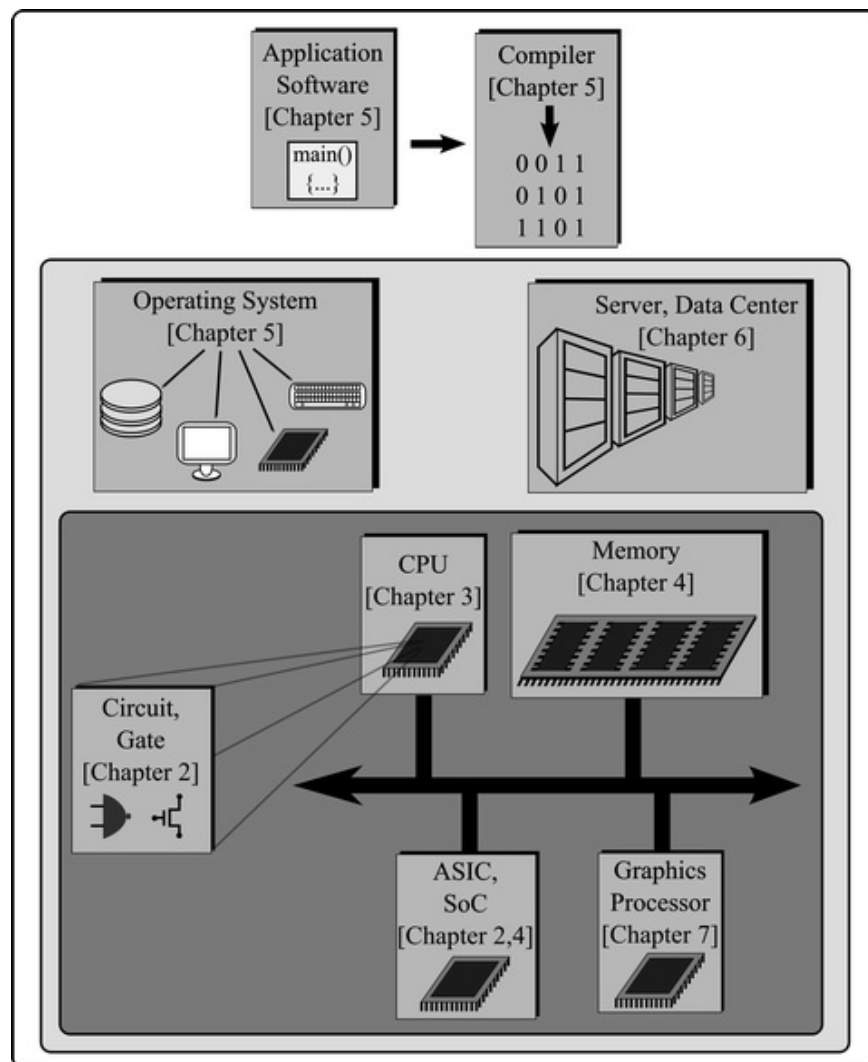 Application
Software
[Chapter 5]
main()
{...}
Compiler
[Chapter 5]
0 0 1 1
0 1 0 1
1 1 0 1
Operating System
[Chapter 5]
Server, Data Center
[Chapter 6]
CPU
[Chapter 3]
Memory
[Chapter 4]
Circuit,
Gate
[Chapter 2]
ASIC,
SoC
[Chapter 2,4]
Graphics
Processor
[Chapter 7]